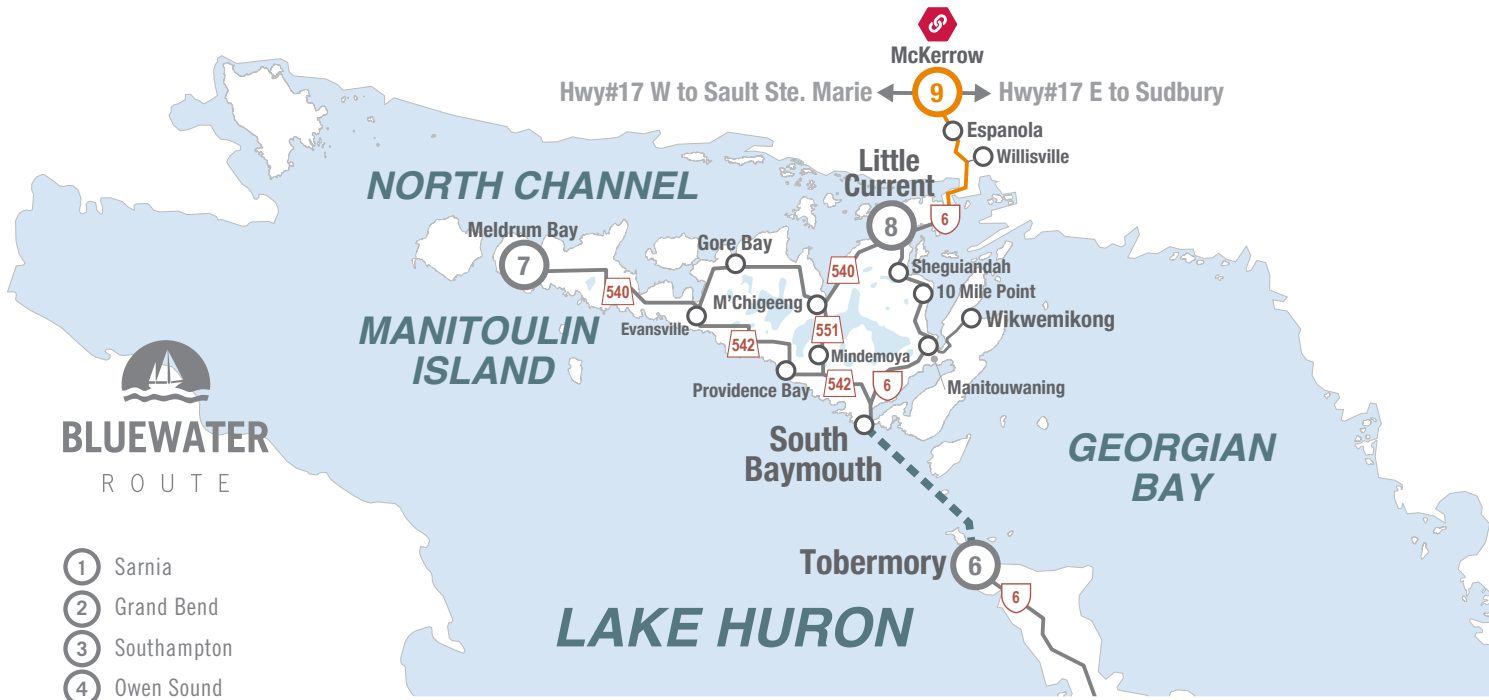 McKerrow
Hwy#17 W to Sault Ste. Marie
9
Hwy#17 E to Sudbury
Espanola
Willisville
Little
Current
NORTH CHANNEL
6
8
Meldrum Bay
Gore Bay
7
540
Sheguiandah
540
10 Mile Point
M'Chigeeng
Wikwemikong
MANITOULIN
ISLAND
Evansville
551
542
Mindemoya
Providence Bay
542
6
Manitouwaning
BLUEWATER
ROUTE
South
Baymouth
GEORGIAN
BAY
Tobermory
6
6
LAKE HURON
1 Sarnia
2 Grand Bend
3 Southampton
4 Owen Sound